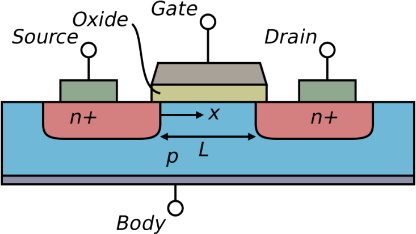 Gate
Oxide
Source
Drain
n+
x
n+
L
p
Body